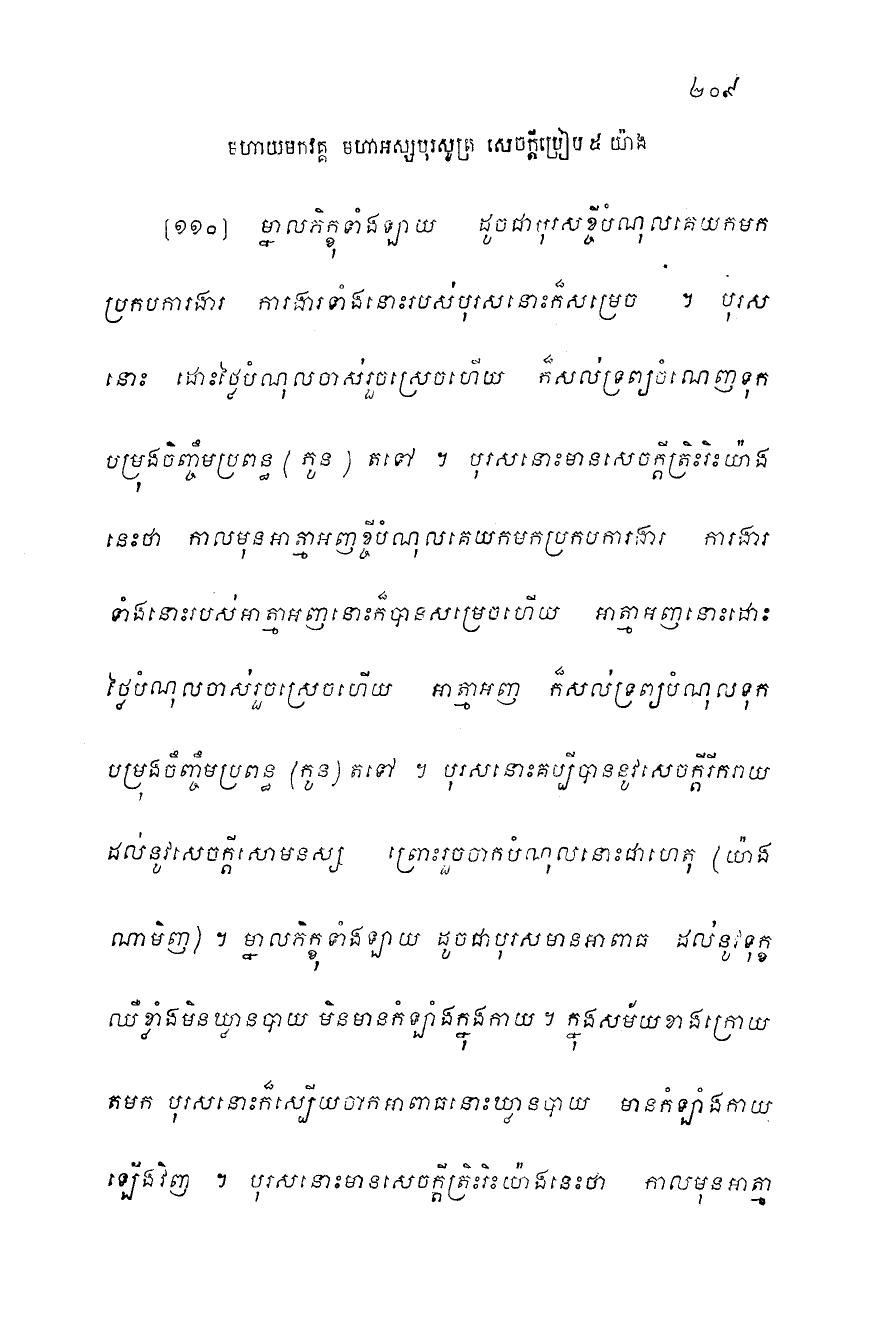 ២០៩
មហាយមកវគ្គ មហាអស្សបុរសូត្រ សេចក្តីប្រៀប ៥ យ៉ាង
[១១០] ម្នាលភិក្ខុទាំងឡាយ ដូចជាបុរសខ្ចីបំណុលគេយកមក
ប្រកបការងារ ការងារទាំងនោះរបស់បុរសនោះក៏សម្រេច ។ បុរស
នោះ ដោះថ្លៃបំណុលចាស់រួចស្រេចហើយ ក៏សល់ទ្រព្យចំណេញទុក
បម្រុងចិញ្ចឹមប្រពន្ធ ( កូន ) តទៅ ។ បុរសនោះមានសេចក្តីត្រិះរិះយ៉ាង
នេះថា កាលមុនអាត្មាអញខ្ចីបំណុលគេយកមកប្រកបការងារ ការងារ
ទាំងនោះរបស់អាត្មាអញនោះក៏បានសម្រេចហើយ អាត្មាអញនោះដោះ
ថ្លៃបំណុលចាស់រួចស្រេចហើយ អាត្មាអញ ក៏សល់ទ្រព្យបំណុលទុក
បម្រុងចិញ្ចឹមប្រពន្ធ (កូន) តទៅ ។ បុរសនោះគប្បីបាននូវសេចក្តីរីករាយ
ដល់នូវសេចក្តីសោមនស្ស ព្រោះរួចចាកបំណុលនោះជាហេតុ (យ៉ាង
ណាមិញ) ។ ម្នាលភិក្ខុទាំងឡាយ ដូចជាបុរសមានអាពាធ ដល់នូវទុក្ខ
ឈឺខ្លាំងមិនឃ្លានបាយ មិនមានកំឡាំងក្នុងកាយ ។ ក្នុងសម័យខាងក្រោយ
តមក បុរសនោះក៏ស្បើយចាកអាពាធនោះឃ្លានបាយ មានកំឡាំងកាយ
ឡើងវិញ ។ បុរសនោះមានសេចក្តីត្រិះរិះយ៉ាងនេះថា កាលមុនអាត្មា